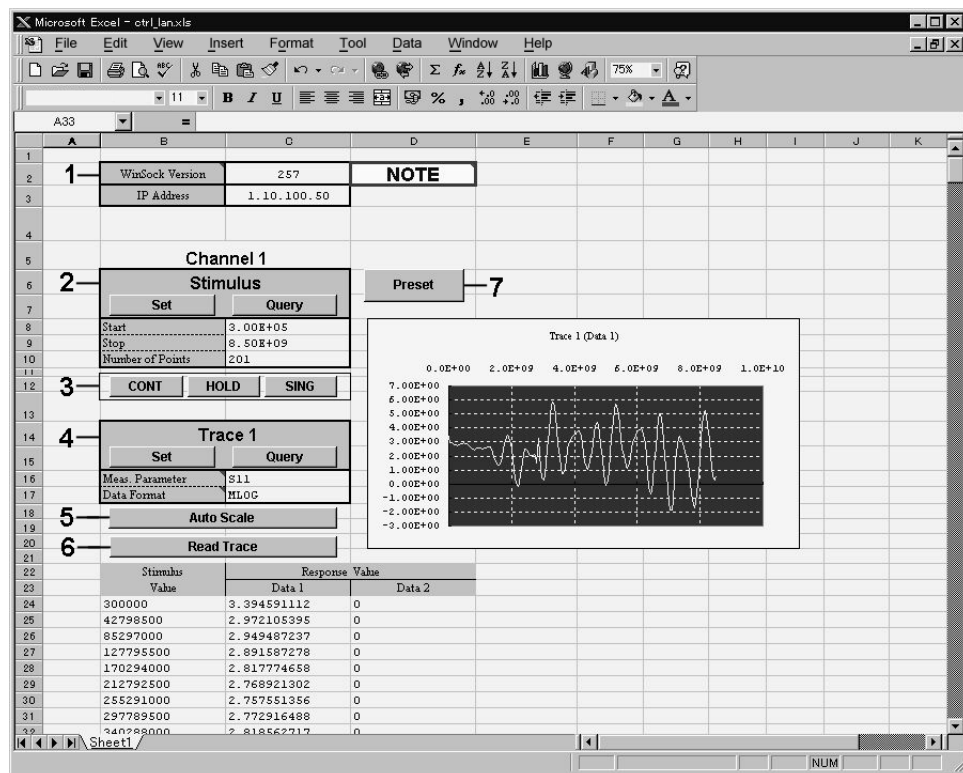 Microsoft Excel - ctrl_lan.xls
File Edit View Insert Format Tool Data Window Help
75%
11 B I U
A33 =
A B C D E F G H I J K
1
2 1 WinSock Version 257 NOTE
3 IP Address 1.10.100.50
4
5 Channel 1
6 2 Stimulus Preset 7
7 Set Query
8 Start 3.00E+05
9 Stop 8.50E+09
10 Number of Points 201
11
12 3 CONT HOLD SING
13
14 4 Trace 1
15 Set Query
16 Meas. Parameter S11
17 Data Format MLOG
18 5 Auto Scale
19
20 6 Read Trace
21
Trace 1 (Data 1)
0.0E+00 2.0E+09 4.0E+09 6.0E+09 8.0E+09 1.0E+10
7.00E+00
6.00E+00
5.00E+00
4.00E+00
3.00E+00
2.00E+00
1.00E+00
0.00E+00
-1.00E+00
-2.00E+00
-3.00E+00
22 Stimulus Response Value
23 Value Data 1 Data 2
24 300000 3.394591112 0
25 42798500 2.972105395 0
26 85297000 2.949487237 0
27 127795500 2.891587278 0
28 170294000 2.817774658 0
29 212792500 2.768921302 0
30 255291000 2.757551356 0
31 297789500 2.772916488 0
32 340288000 2.818562717 0
Sheet1
NUM